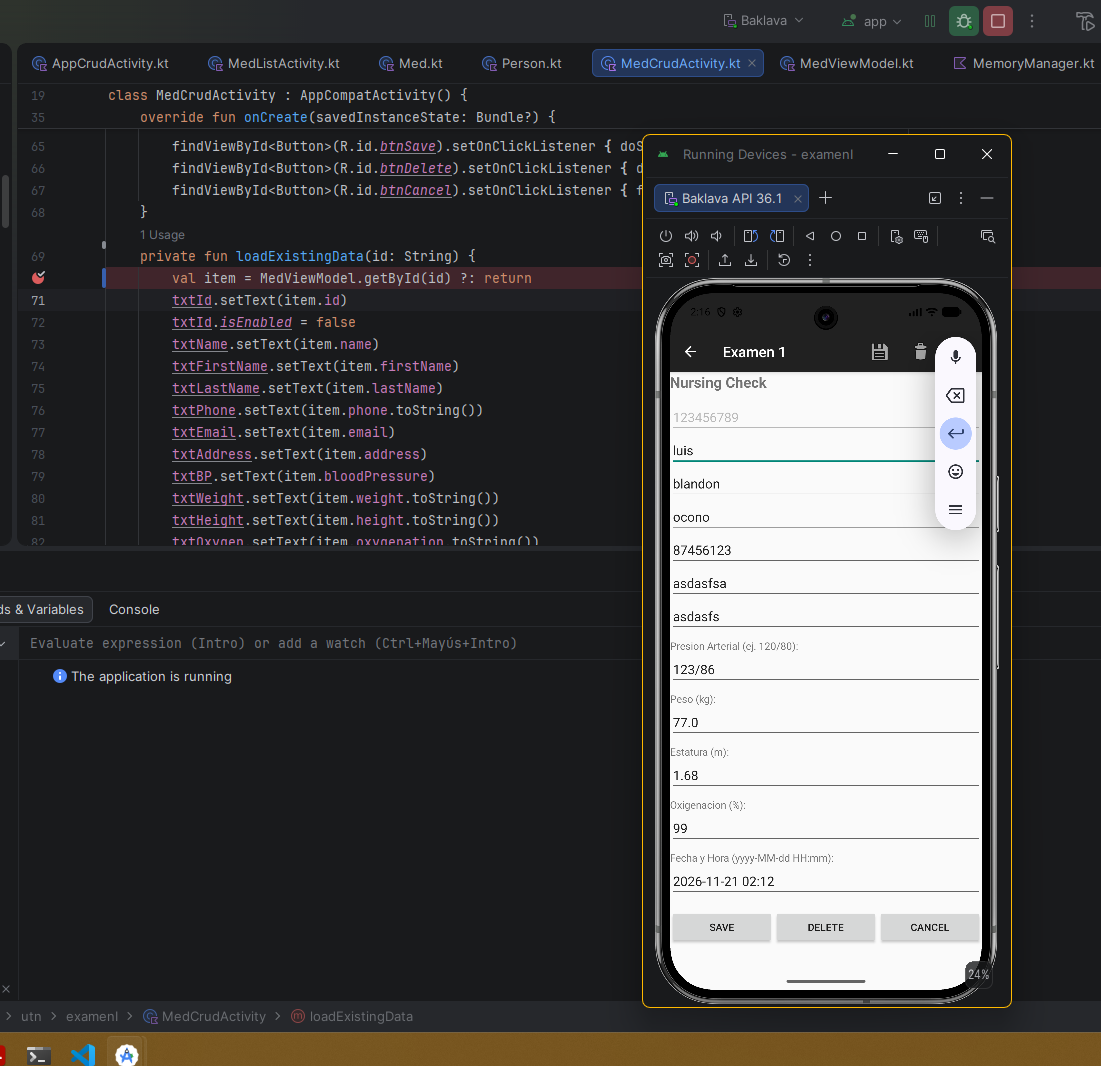 Baklava
app
AppCrudActivity.kt
MedListActivity.kt
Med.kt
Person.kt
MedCrudActivity.kt
MedViewModel.kt
MemoryManager.kt
19 class MedCrudActivity : AppCompatActivity() {
35 override fun onCreate(savedInstanceState: Bundle?) {
65 findViewById<Button>(R.id.btnSave).setOnClickListener { doS
66 findViewById<Button>(R.id.btnDelete).setOnClickListener { d
67 findViewById<Button>(R.id.btnCancel).setOnClickListener { f
68 }
1 Usage
69 private fun loadExistingData(id: String) {
val item = MedViewModel.getById(id) ?: return
71 txtId.setText(item.id)
72 txtId.isEnabled = false
73 txtName.setText(item.name)
74 txtFirstName.setText(item.firstName)
75 txtLastName.setText(item.lastName)
76 txtPhone.setText(item.phone.toString())
77 txtEmail.setText(item.email)
78 txtAddress.setText(item.address)
79 txtBP.setText(item.bloodPressure)
80 txtWeight.setText(item.weight.toString())
81 txtHeight.setText(item.height.toString())
82 txtOxygen.setText(item.oxygenation.toString())
ds & Variables
Console
Evaluate expression (Intro) or add a watch (Ctrl+Mayús+Intro)
The application is running
utn
examenl
MedCrudActivity
loadExistingData
Running Devices - examenl
Baklava API 36.1
2:16
Examen 1
Nursing Check
123456789
luis
blandon
ocono
87456123
asdasfsa
asdasfs
Presion Arterial (ej. 120/80):
123/86
Peso (kg):
77.0
Estatura (m):
1.68
Oxigenacion (%):
99
Fecha y Hora (yyyy-MM-dd HH:mm):
2026-11-21 02:12
SAVE
DELETE
CANCEL
24%